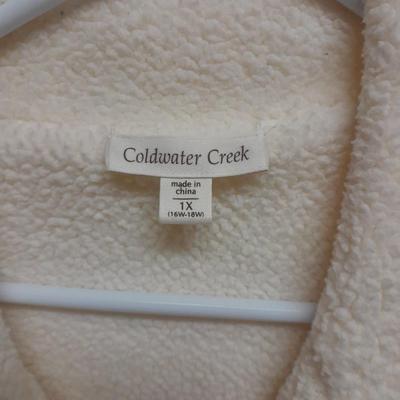 Coldwater Creek
made in
china
1X
(16W-18W)